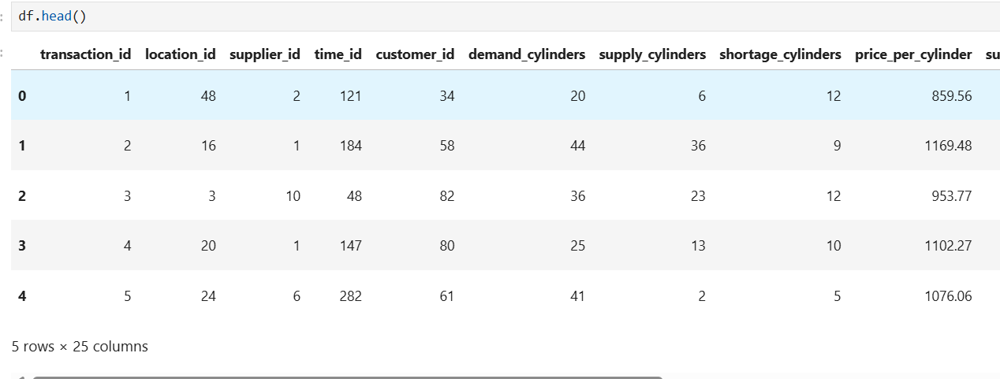 df.head()
transaction_id location_id supplier_id time_id customer_id demand_cylinders supply_cylinders shortage_cylinders price_per_cylinder su
0 1 48 2 121 34 20 6 12 859.56
1 2 16 1 184 58 44 36 9 1169.48
2 3 3 10 48 82 36 23 12 953.77
3 4 20 1 147 80 25 13 10 1102.27
4 5 24 6 282 61 41 2 5 1076.06
5 rows × 25 columns